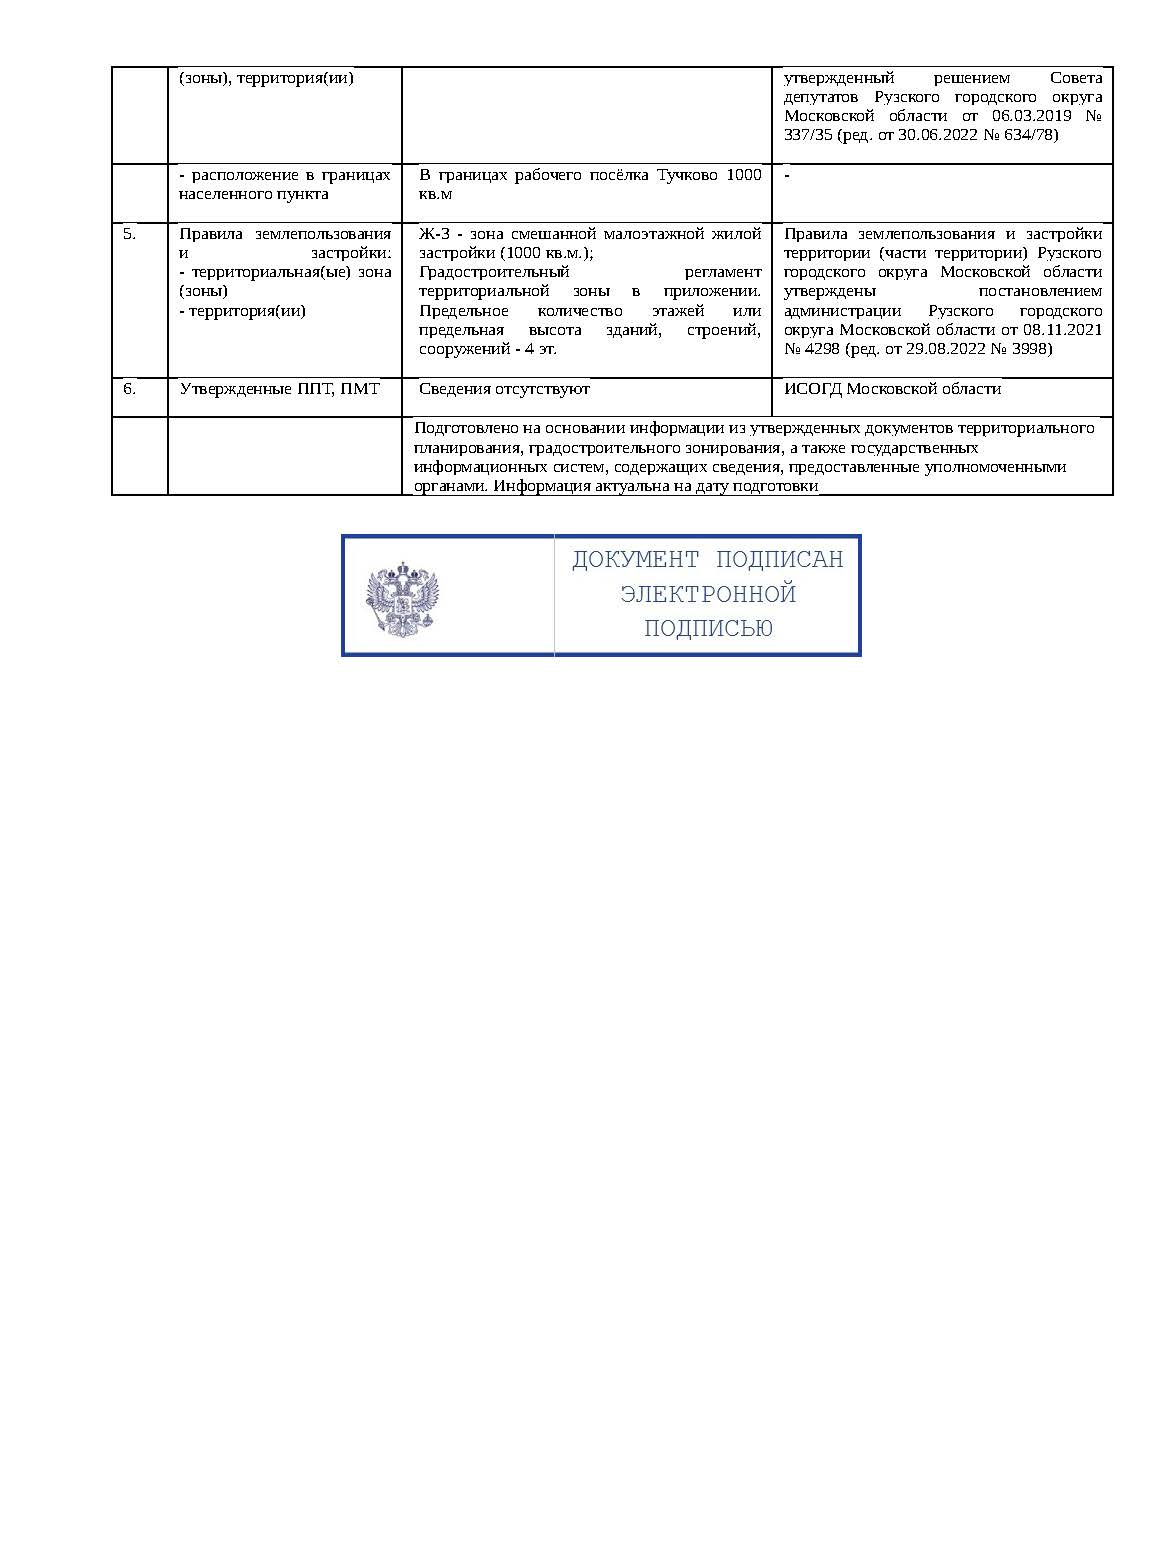 (зоны), территория(ии)
утвержденный решением Совета
депутатов Рузского городского округа
Московской области от 06.03.2019 №
337/35 (ред. от 30.06.2022 № 634/78)
- расположение в границах
населенного пункта
В границах рабочего посёлка Тучково 1000
кв.м
-
5.
Правила землепользования
и застройки:
- территориальная(ые) зона
(зоны)
- территория(ии)
Ж-3 - зона смешанной малоэтажной жилой
застройки (1000 кв.м.);
Градостроительный регламент
территориальной зоны в приложении.
Предельное количество этажей или
предельная высота зданий, строений,
сооружений - 4 эт.
Правила землепользования и застройки
территории (части территории) Рузского
городского округа Московской области
утверждены постановлением
администрации Рузского городского
округа Московской области от 08.11.2021
№ 4298 (ред. от 29.08.2022 № 3998)
6.
Утвержденные ППТ, ПМТ
Сведения отсутствуют
ИСОГД Московской области
Подготовлено на основании информации из утвержденных документов территориального
планирования, градостроительного зонирования, а также государственных
информационных систем, содержащих сведения, предоставленные уполномоченными
органами. Информация актуальна на дату подготовки
ДОКУМЕНТ ПОДПИСАН
ЭЛЕКТРОННОЙ
ПОДПИСЬЮ